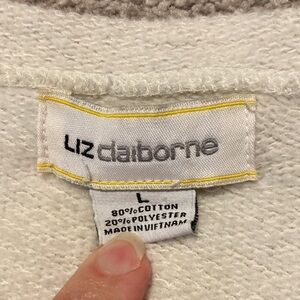 LIZ claiborne
L
80% COTTON
20% POLYESTER
MADE IN VIETNAM